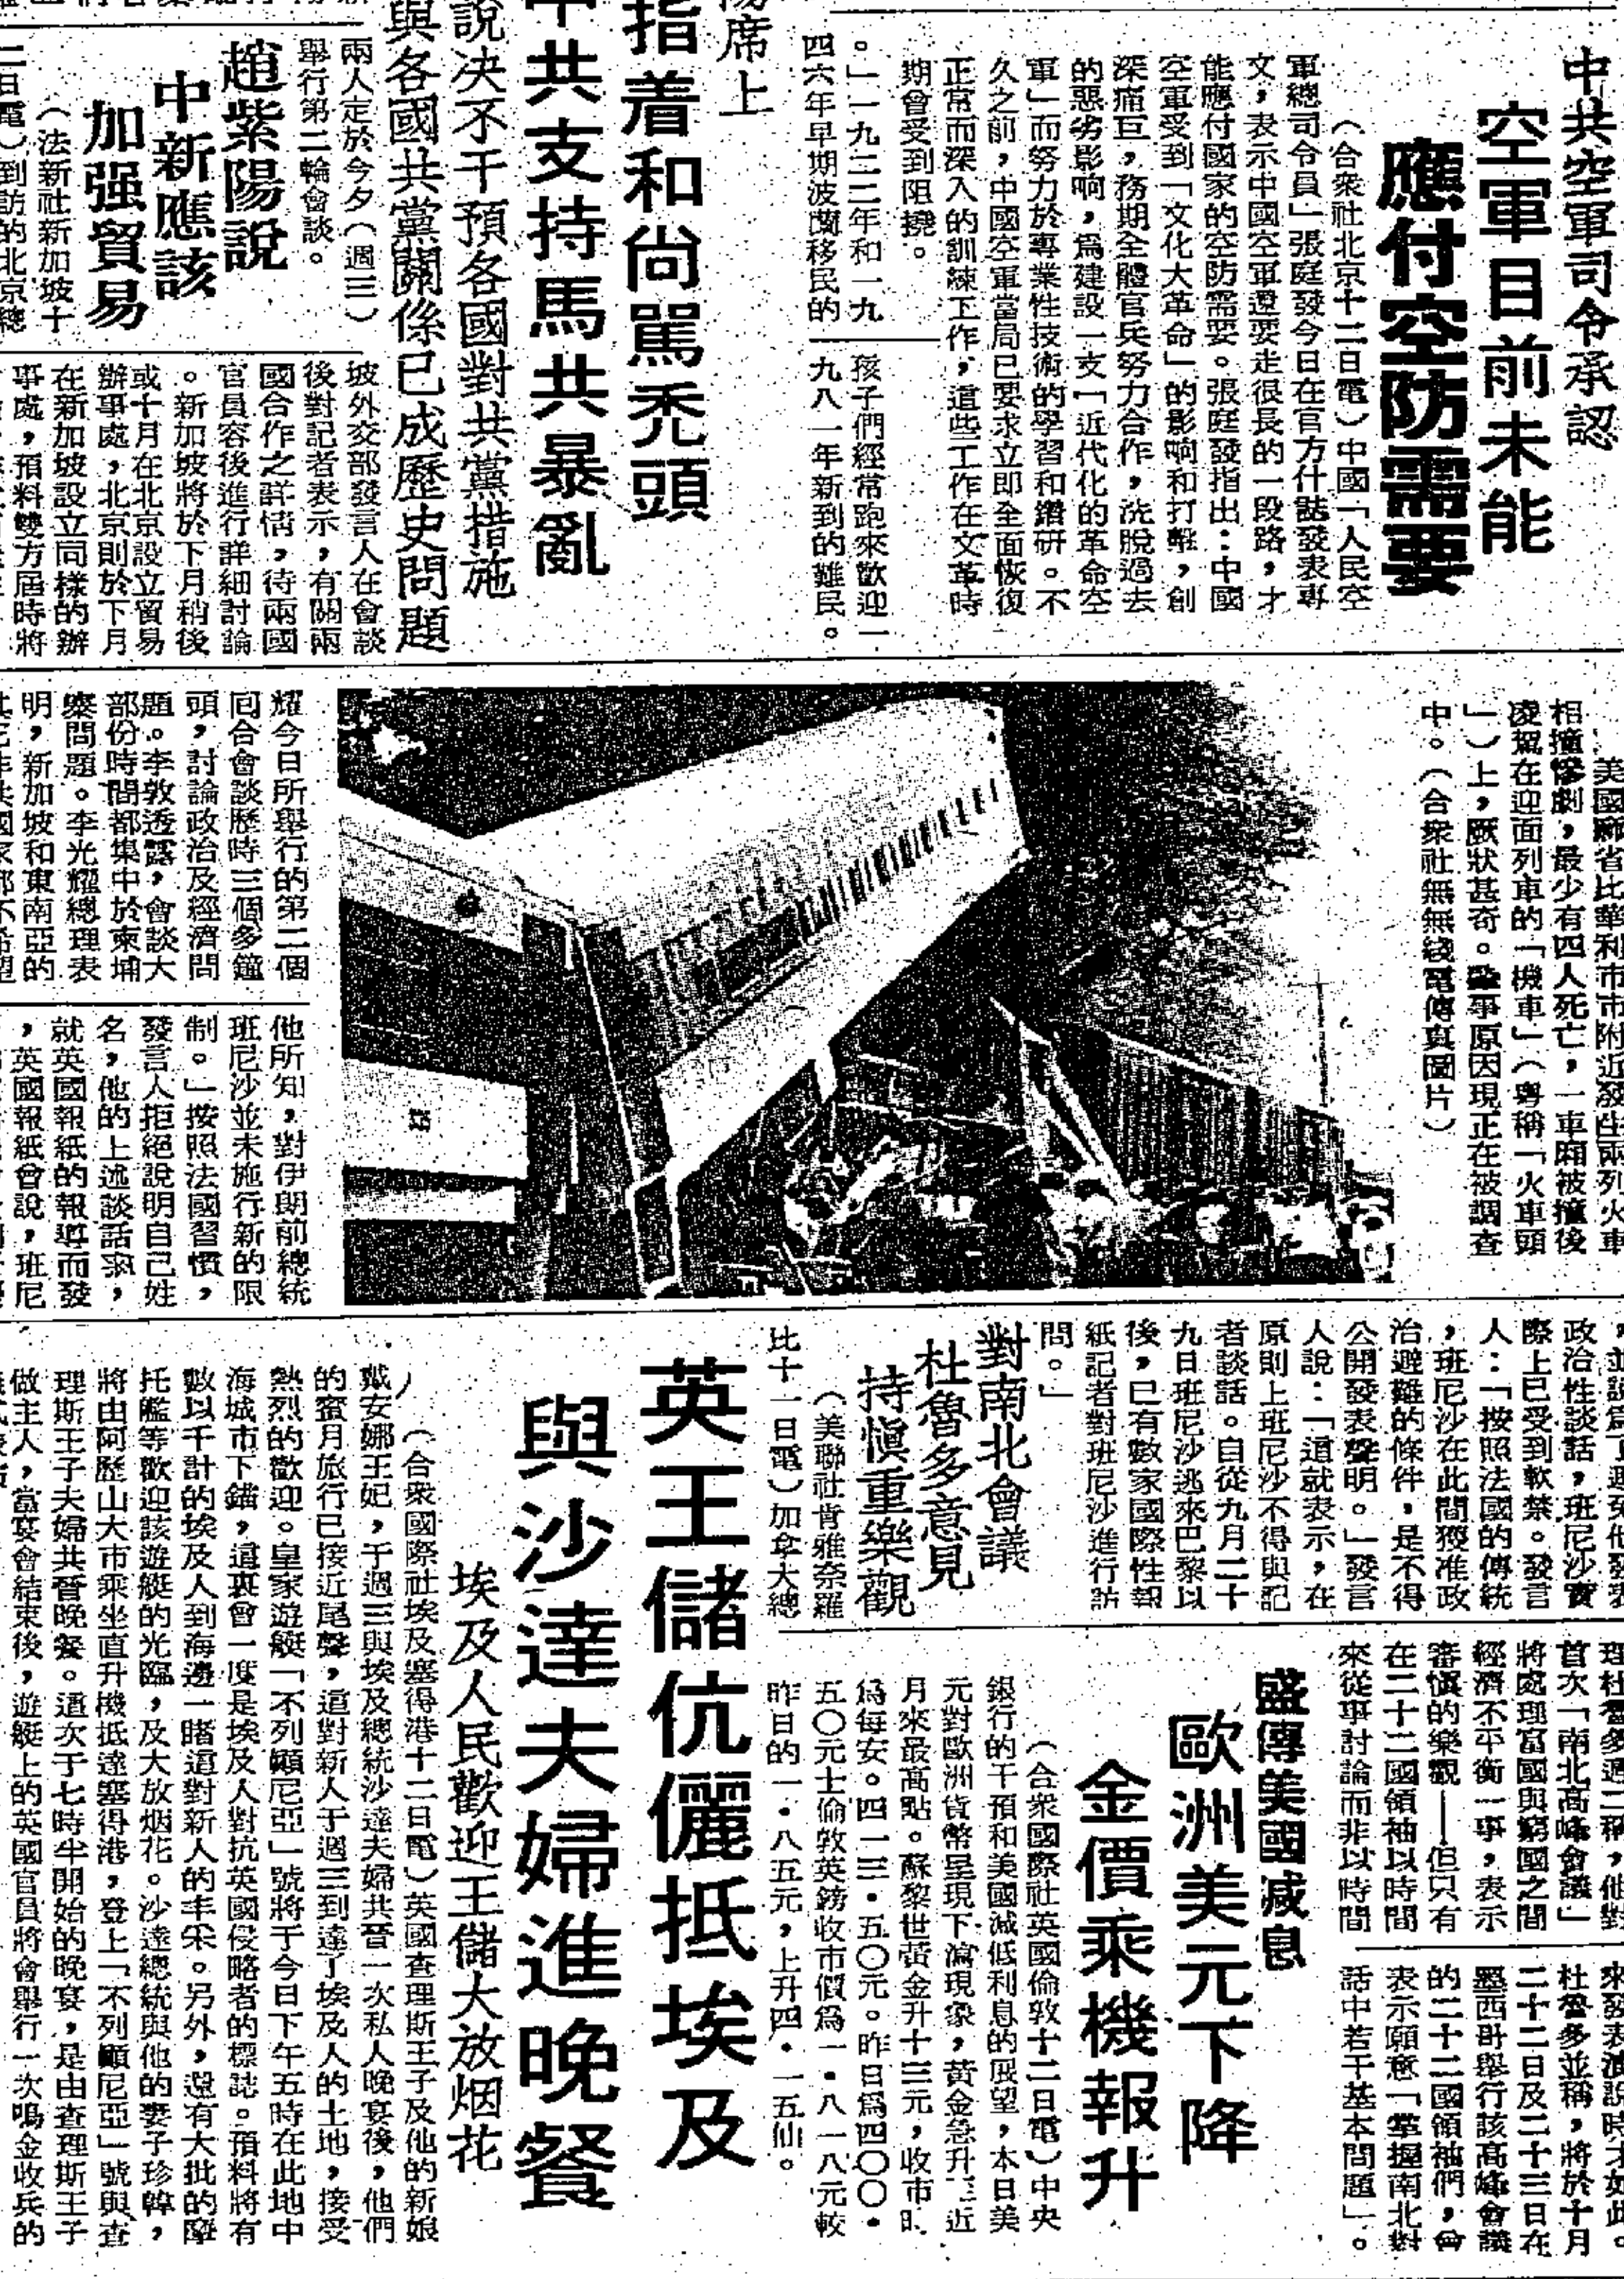 中共空軍司令承認
空軍目前未能
應付空防需要
（合衆社北京十二日電）中國「人民空
軍總司令員」張庭發今日在官方什誌發表專
文，表示中國空軍還要走很長的一段路，才
能應付國家的空防需要。張庭發指出：中國
空軍受到「文化大革命」的影响和打擊，創
深痛巨，務期全體官兵努力合作，洗脫過去
的惡劣影响，爲建設一支「近代化的革命空
軍」而努力於專業性技術的學習和鑽研。不
久之前，中國空軍當局已要求立即全面恢復
正常而深入的訓練工作，這些工作在文革時
期曾受到阻撓。
。」一九二二年和一九
四六年早期波蘭移民的
孩子們經常跑來歡迎一
九八一年新到的難民。
席上
指着和尚駡禿頭
中共支持馬共暴亂
說决不干預各國對共黨措施
與各國共黨關係已成歷史問題
兩人定於今夕（週三）
舉行第二輪會談。
趙紫陽說
中新應該
加强貿易
（法新社新加坡十
二日電）到訪的北京總
坡外交部發言人在會談
後對記者表示，有關兩
國合作之詳情，待兩國
官員容後進行詳細討論
。新加坡將於下月稍後
或十月在北京設立貿易
辦事處，北京則於下月
在新加坡設立同樣的辦
事處，預料雙方屆時將
美國麻省比華利市市附近發生兩列火車
相撞慘劇，最少有四人死亡，一車廂被撞後
凌駕在迎面列車的「機車」（粵稱「火車頭
」）上，厥狀甚奇。肇事原因現正在被調查
中。（合衆社無無綫電傳眞圖片）
耀今日所舉行的第二個
回合會談歷時三個多鐘
頭，討論政治及經濟問
題。李敦透露，會談大
部份時間都集中於柬埔
寨問題。李光耀總理表
明，新加坡和東南亞的
其它非共國家都不希望
他所知，對伊朗前總統
班尼沙並未施行新的限
制。」按照法國習慣，
發言人拒絕說明自己姓
名，他的上述談話率，
就英國報紙的報導而發
，英國報紙曾說，班尼
政治性談話，班尼沙實
際上已受到軟禁。發言
人：「按照法國的傳統
，班尼沙在此間獲准政
治避難的條件，是不得
公開發表聲明。」發言
人說：「這就表示，在
原則上班尼沙不得與記
者談話。自從九月二十
九日班尼沙逃來巴黎以
後，已有數家國際性報
紙記者對班尼沙進行訪
問。」
對南北會議
杜魯多意見
持愼重樂觀
（美聯社肯雅奈羅
比十一日電）加拿大總
理杜魯多週二稱，他對
首次「南北高峰會議」
將處理富國與窮國之間
經濟不平衡一事，表示
審愼的樂觀——但只有
在二十二國領袖以時間
來從事討論而非以時間
來發表演說時才如此。
杜魯多並稱，將於十月
二十二日及二十三日在
墨西哥舉行該高峰會議
的二十二國領袖們，曾
表示願意「掌握南北對
話中若干基本問題」。
盛傳美國減息
歐洲美元下降
金價乘機報升
（合衆國際社英國倫敦十二日電）中央
銀行的干預和美國減低利息的展望，本日美
元對歐洲貨幣呈現下瀉現象，黃金急升三近
月來最高點。蘇黎世黃金升十三元，收市時
爲每安。四一三・五〇元。昨日爲四〇〇・
五〇元士倫敦英鎊收市價爲一・八一八元較
昨日的一・八五元，上升四・一五仙。
英王儲伉儷抵埃及
與沙達夫婦進晚餐
埃及人民歡迎王儲大放烟花
（合衆國際社埃及塞得港十二日電）英國查理斯王子及他的新娘
戴安娜王妃，于週三與埃及總統沙達夫婦共晉一次私人晚宴後，他們
的蜜月旅行已接近尾聲，這對新人于週三到達了埃及人的土地，接受
熱烈的歡迎。皇家遊艇「不列顚尼亞」號將于今日下午五時在此地中
海城市下錨，這裏曾一度是埃及人對抗英國侵略者的標誌。預料將有
數以千計的埃及人到海邊一睹這對新人的丰采。另外，還有大批的摩
托艦等歡迎該遊艇的光臨，及大放烟花。沙達總統與他的妻子珍韓，
將由阿歷山大市乘坐直升機抵達塞得港，登上「不列顚尼亞」號與查
理斯王子夫婦共晉晚餐。這次于七時半開始的晚宴，是由查理斯王子
做主人，當宴會結束後，遊艇上的英國官員將會舉行一次鳴金收兵的